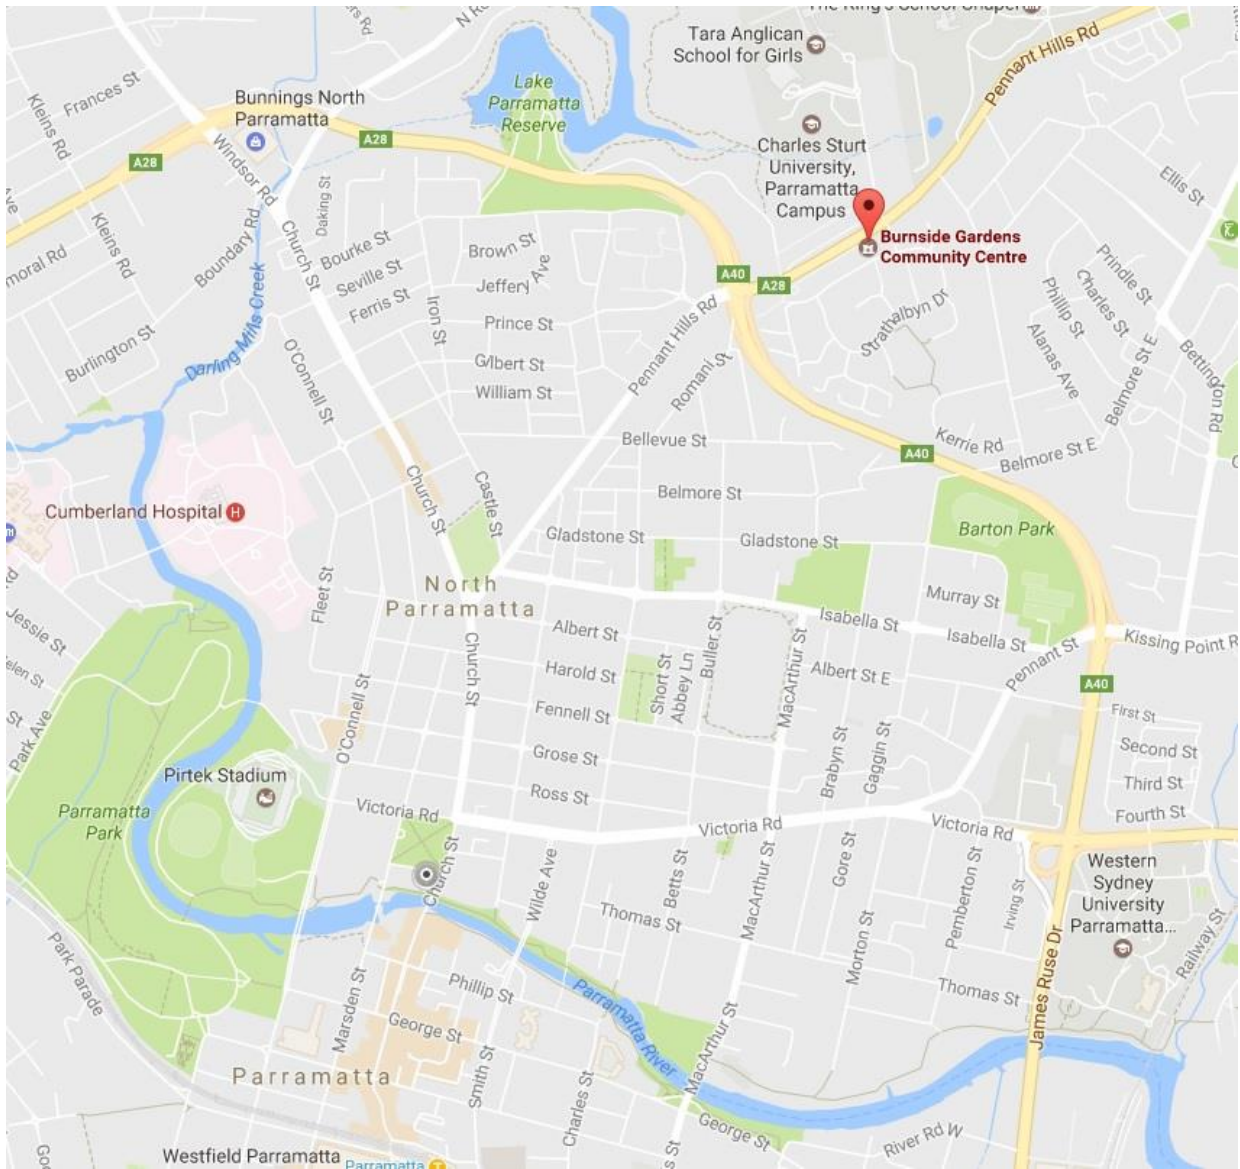 The King's School Chapel
Tara Anglican
School for Girls
Pennant Hills Rd
Frances St
Kleins Rd
Bunnings North
Parramatta
Lake
Parramatta
Reserve
A28
A28
Charles Sturt
University,
Parramatta
Campus
Windsor Rd
Ellis St
Kleins Rd
Boundary Rd
Daking St
Church St
Bourke St
Seville St
Ferris St
Brown St
Jeffery Ave
Burnside Gardens
Community Centre
A40
A28
Prindle St
Charles St
Phillip St
Alanas Ave
Strathalbyn Dr
Burlington St
Darling Mills Creek
O'Connell St
Iron St
Prince St
Gilbert St
William St
Pennant Hills Rd
Romani St
Belmore St E
Bettington Rd
Bellevue St
Kerrie Rd
Belmore St E
A40
Church St
Castle St
Belmore St
Cumberland Hospital
H
Gladstone St
Gladstone St
Barton Park
North
Parramatta
Fleet St
Jessie St
Murray St
Isabella St
Isabella St
Kissing Point R
Albert St
Church St
Harold St
Short St
Abbey Ln
Buller St
MacArthur St
Albert St E
Pennant St
A40
Park Ave
O'Connell St
Fennell St
First St
Grose St
Second St
Pirtek Stadium
Brabyn St
Gaggin St
Third St
Ross St
Fourth St
Parramatta
Park
Victoria Rd
Victoria Rd
Victoria Rd
Church St
Wilde Ave
Betts St
MacArthur St
Gore St
Pemberton St
Irving St
Western
Sydney
University
Parramatta...
Thomas St
Park Parade
Marsden St
Phillip St
Morton St
Thomas St
James Ruse Dr
Railway St
George St
Parramatta River
Parramatta
Smith St
Charles St
MacArthur St
George St
River Rd W
Westfield Parramatta
Parramatta